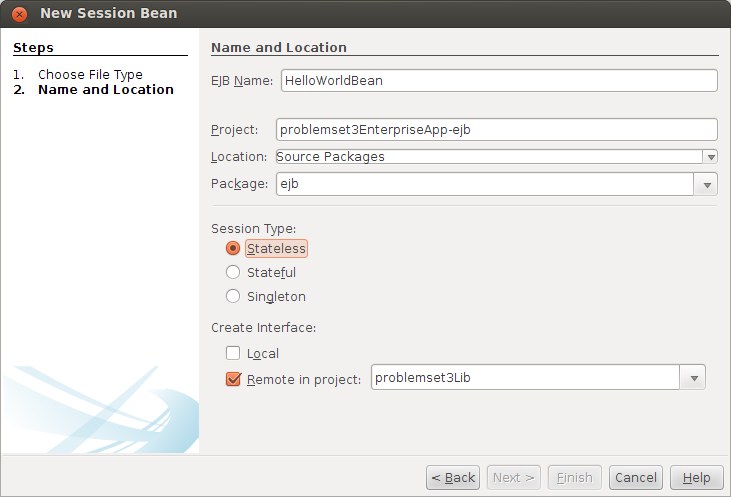 New Session Bean
Steps
1. Choose File Type
2. Name and Location
Name and Location
EJB Name: HelloWorldBean
Project: problemset3EnterpriseApp-ejb
Location: Source Packages
Package: ejb
Session Type:
Stateless
Stateful
Singleton
Create Interface:
Local
Remote in project: problemset3Lib
< Back Next > Finish Cancel Help